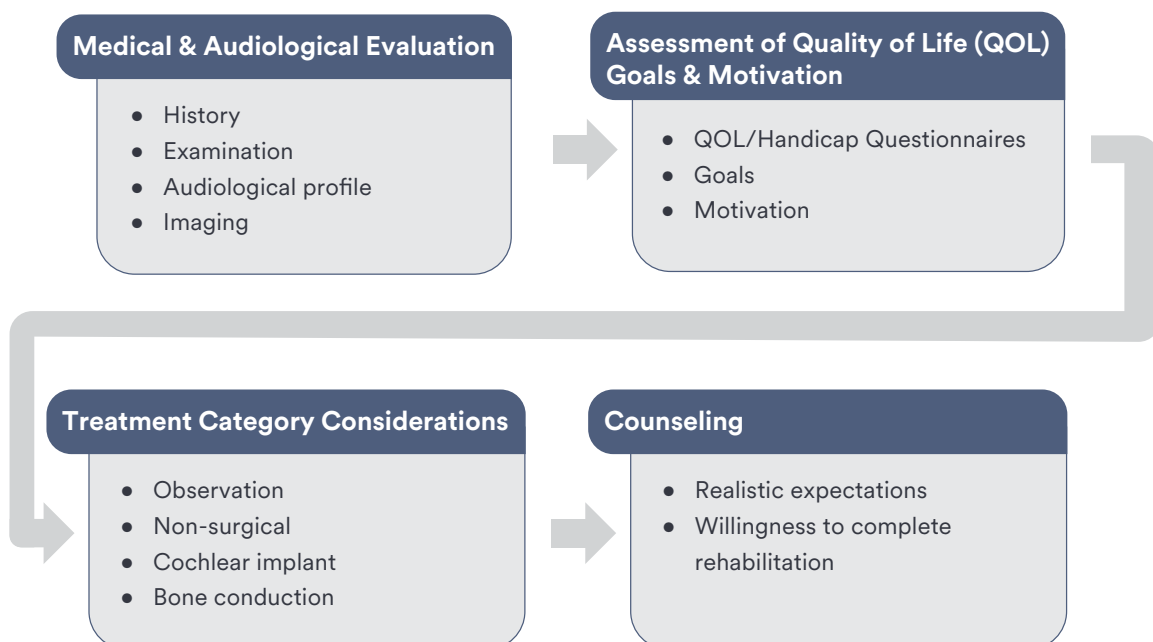 Medical & Audiological Evaluation
● History
● Examination
● Audiological profile
● Imaging
Assessment of Quality of Life (QOL)
Goals & Motivation
● QOL/Handicap Questionnaires
● Goals
● Motivation
Treatment Category Considerations
● Observation
● Non-surgical
● Cochlear implant
● Bone conduction
Counseling
● Realistic expectations
● Willingness to complete
rehabilitation